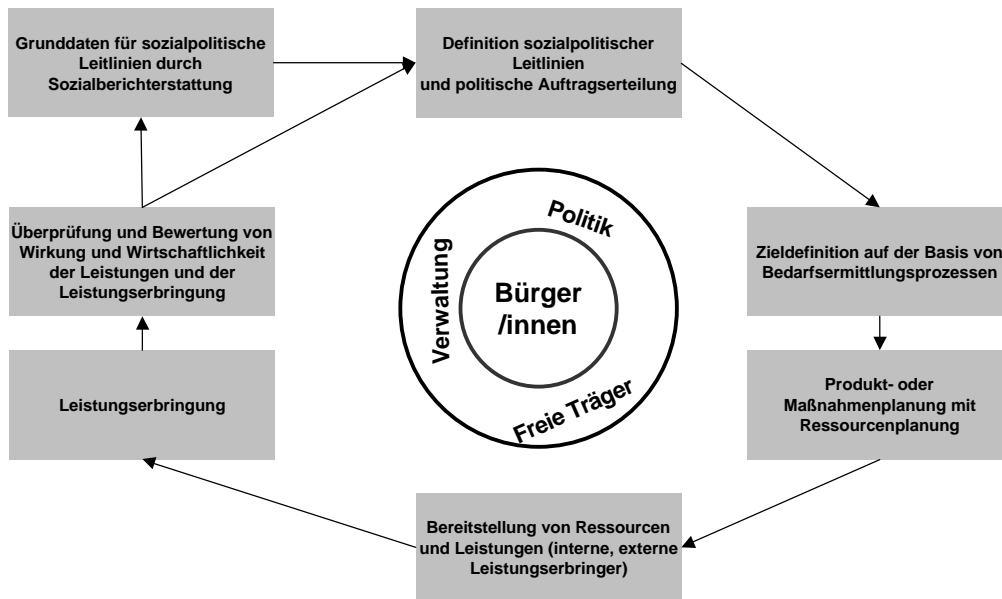 Grunddaten für sozialpolitische
Leitlinien durch
Sozialberichterstattung
Definition sozialpolitischer
Leitlinien
und politische Auftragserteilung
Überprüfung und Bewertung von
Wirkung und Wirtschaftlichkeit
der Leistungen und der
Leistungserbringung
Politik
Verwaltung
Freie Träger
Bürger
/innen
Zieldefinition auf der Basis von
Bedarfsermittlungsprozessen
Leistungserbringung
Produkt- oder
Maßnahmenplanung mit
Ressourcenplanung
Bereitstellung von Ressourcen
und Leistungen (interne, externe
Leistungserbringer)